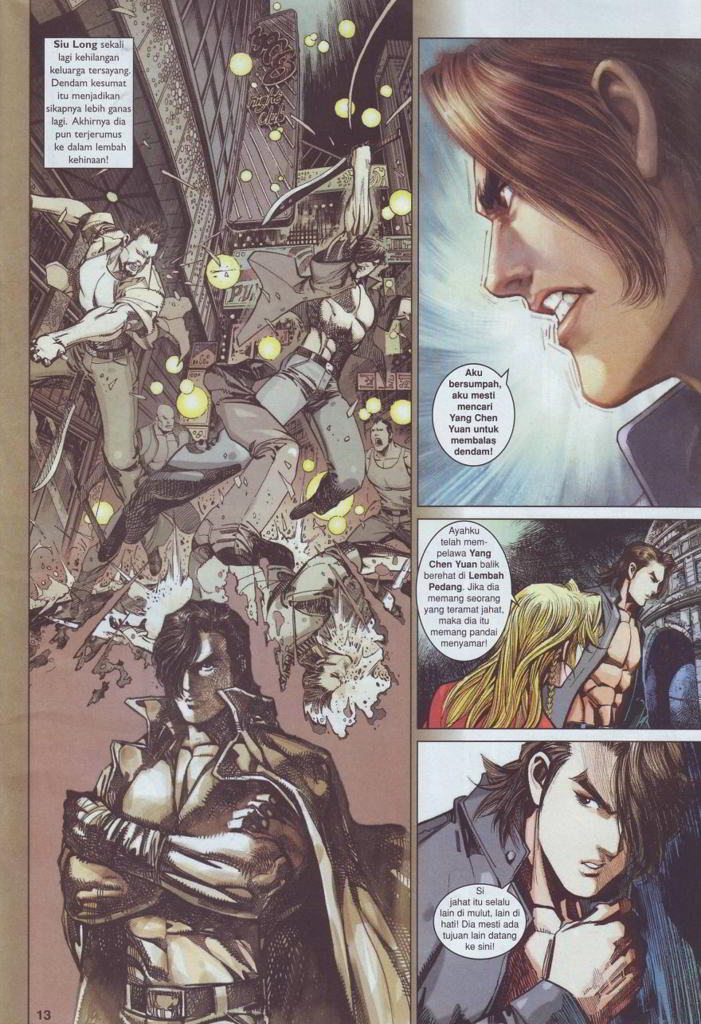 Siu Long sekali
lagi kehilangan
keluarga tersayang.
Dendam kesumat
itu menjadikan
sikapnya lebih ganas
lagi. Akhirnya dia
pun terjerumus
ke dalam lembah
kehinaan!
Aku
bersumpah,
aku mesti
mencari
Yang Chen
Yuan untuk
membalas
dendam!
Ayahku
telah mem-
pelawa Yang
Chen Yuan balik
berehat di Lembah
Pedang. Jika dia
memang seorang
yang teramat jahat,
maka dia itu
memang pandai
menyamar!
Si
jahat itu selalu
lain di mulut, lain di
hati! Dia mesti ada
tujuan lain datang
ke sini!
13